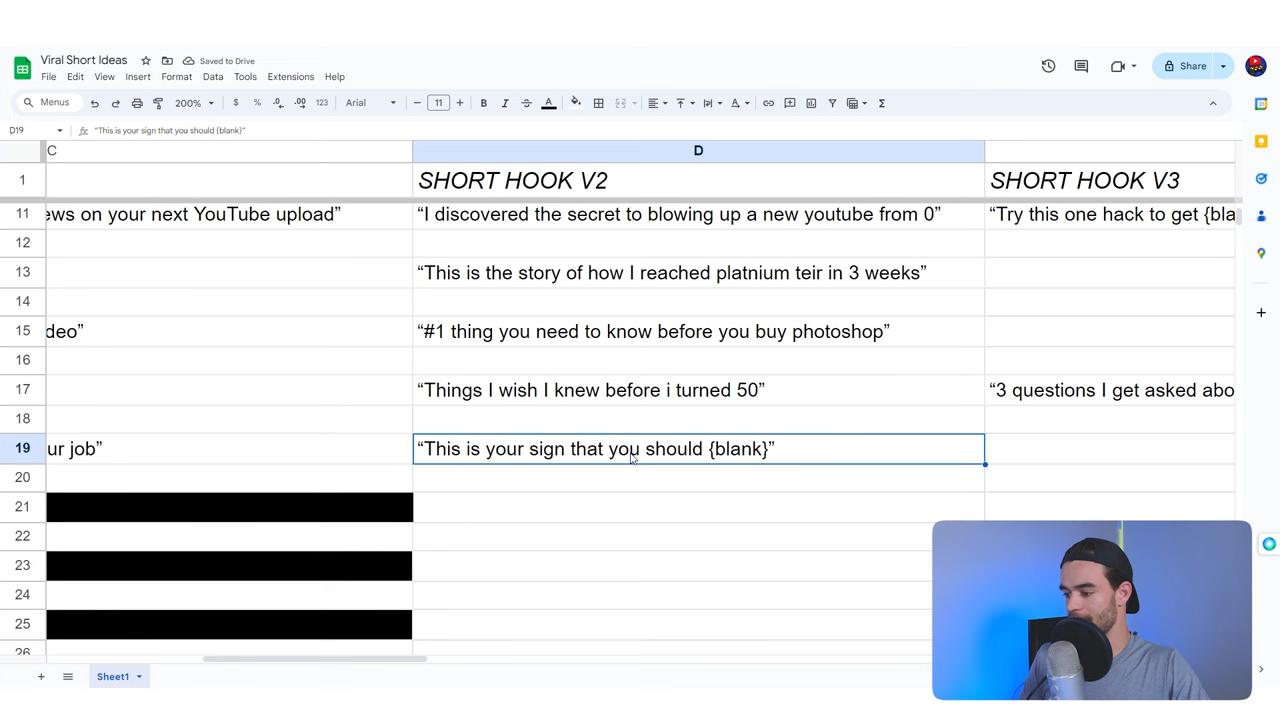 Viral Short Ideas
Saved to Drive
File Edit View Insert Format Data Tools Extensions Help
Share
Menus
200%
$ % .0 .00 123
Arial
11
D19
"This is your sign that you should {blank}"
C D
1 SHORT HOOK V2 SHORT HOOK V3
11 ews on your next YouTube upload” “I discovered the secret to blowing up a new youtube from 0” “Try this one hack to get {bla
12
13 “This is the story of how I reached platnium teir in 3 weeks”
14
15 deo” “#1 thing you need to know before you buy photoshop”
16
17 “Things I wish I knew before i turned 50” “3 questions I get asked abo
18
19 ur job” “This is your sign that you should {blank}”
20
21
22
23
24
25
26
Sheet1